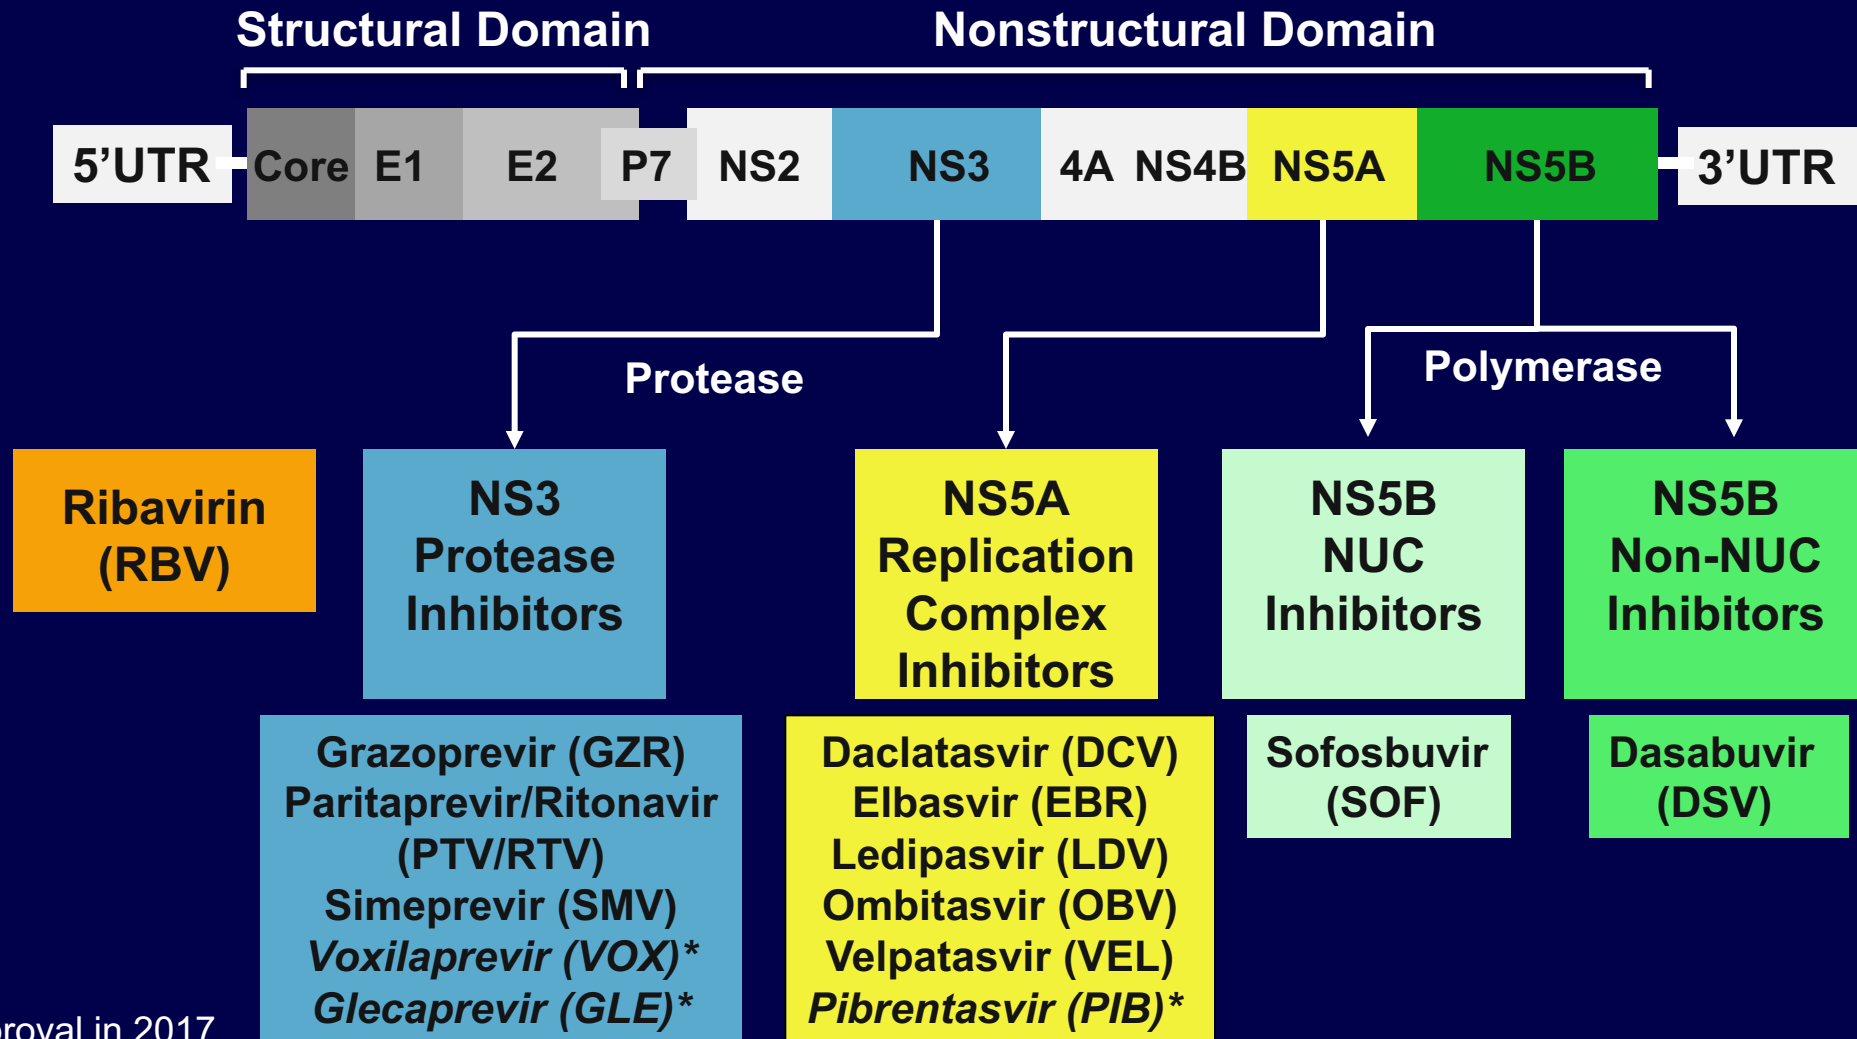 Structural Domain
Nonstructural Domain
5’UTR
Core
E1
E2
P7
NS2
NS3
4A
NS4B
NS5A
NS5B
3’UTR
Protease
Polymerase
Ribavirin
(RBV)
NS3
Protease
Inhibitors
NS5A
Replication
Complex
Inhibitors
NS5B
NUC
Inhibitors
NS5B
Non-NUC
Inhibitors
Grazoprevir (GZR)
Paritaprevir/Ritonavir
(PTV/RTV)
Simeprevir (SMV)
Voxilaprevir (VOX)*
Glecaprevir (GLE)*
Daclatasvir (DCV)
Elbasvir (EBR)
Ledipasvir (LDV)
Ombitasvir (OBV)
Velpatasvir (VEL)
Pibrentasvir (PIB)*
Sofosbuvir
(SOF)
Dasabuvir
(DSV)
in 2017